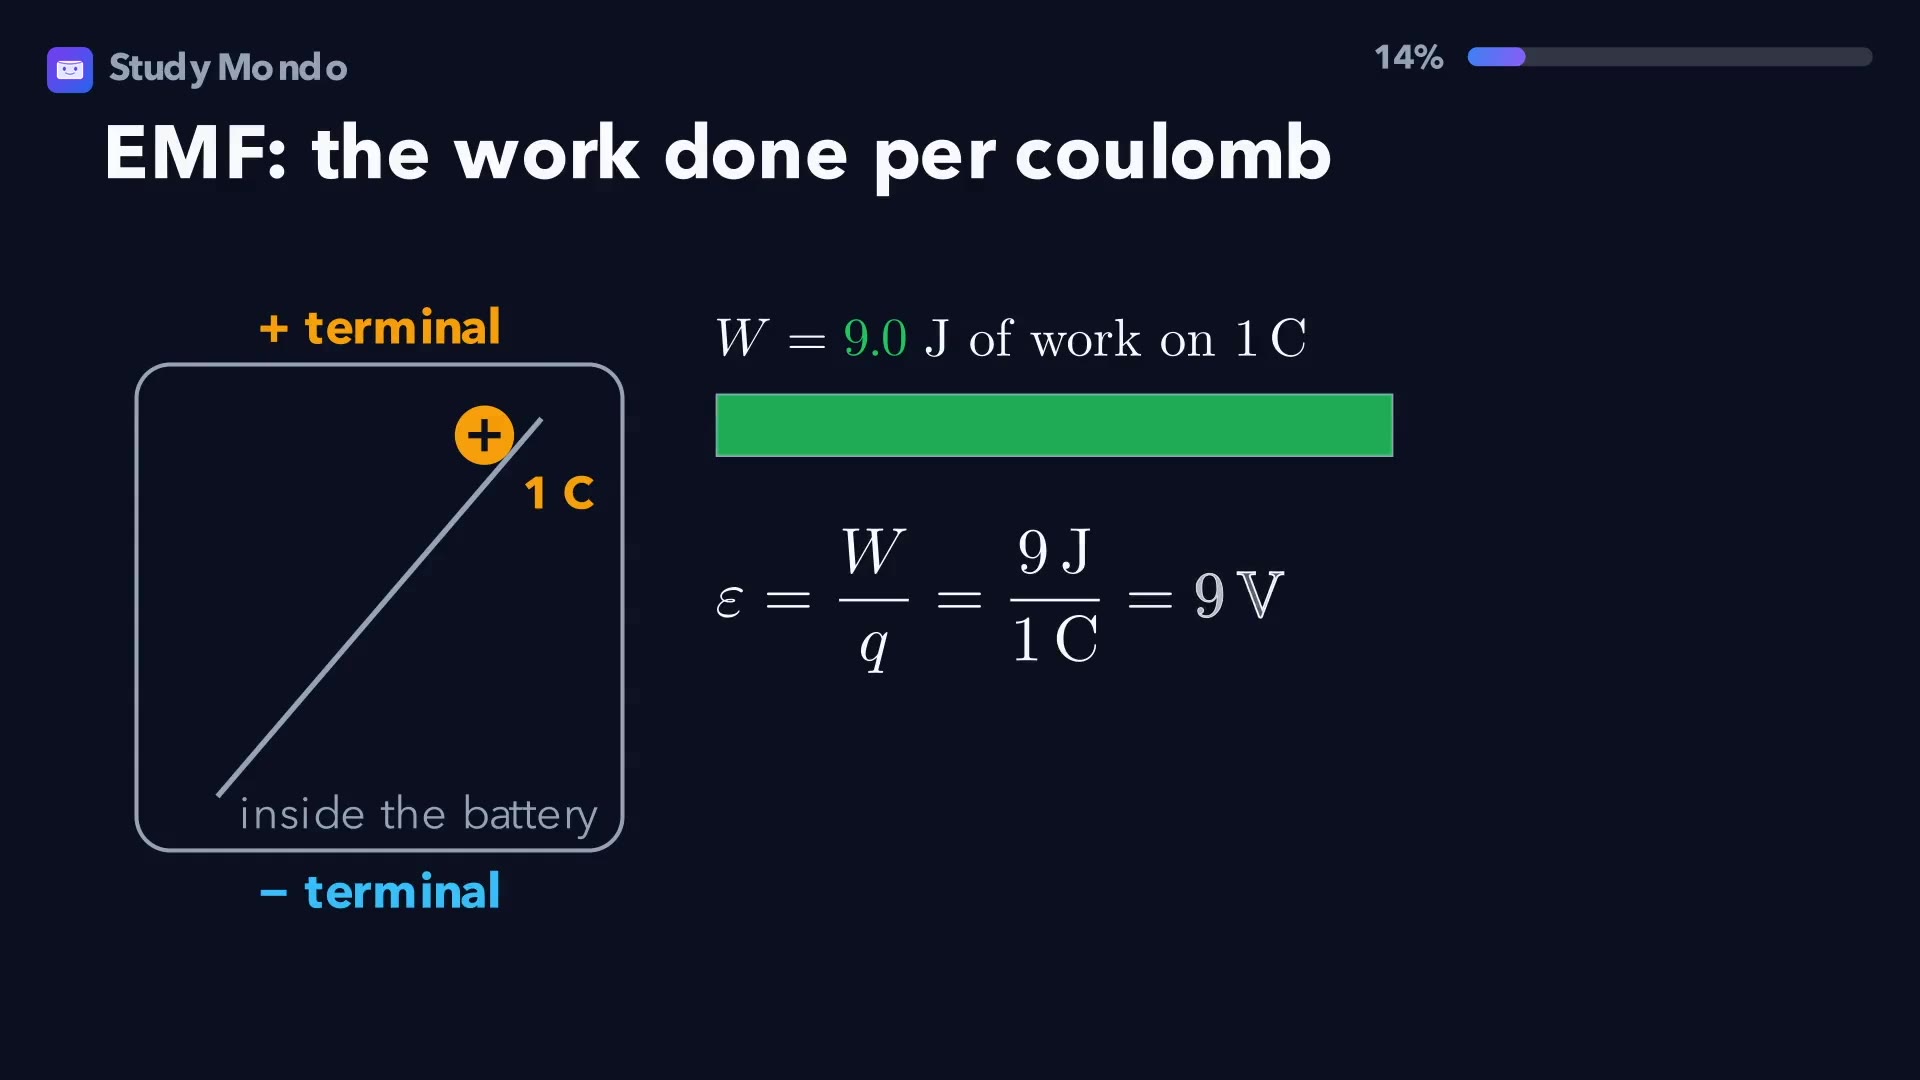 Study Mondo
14%
EMF: the work done per coulomb
+ terminal
+
1 C
inside the battery
− terminal
W = 9.0 J of work on 1 C
ε = W/q = 9 J/1 C = 9 V